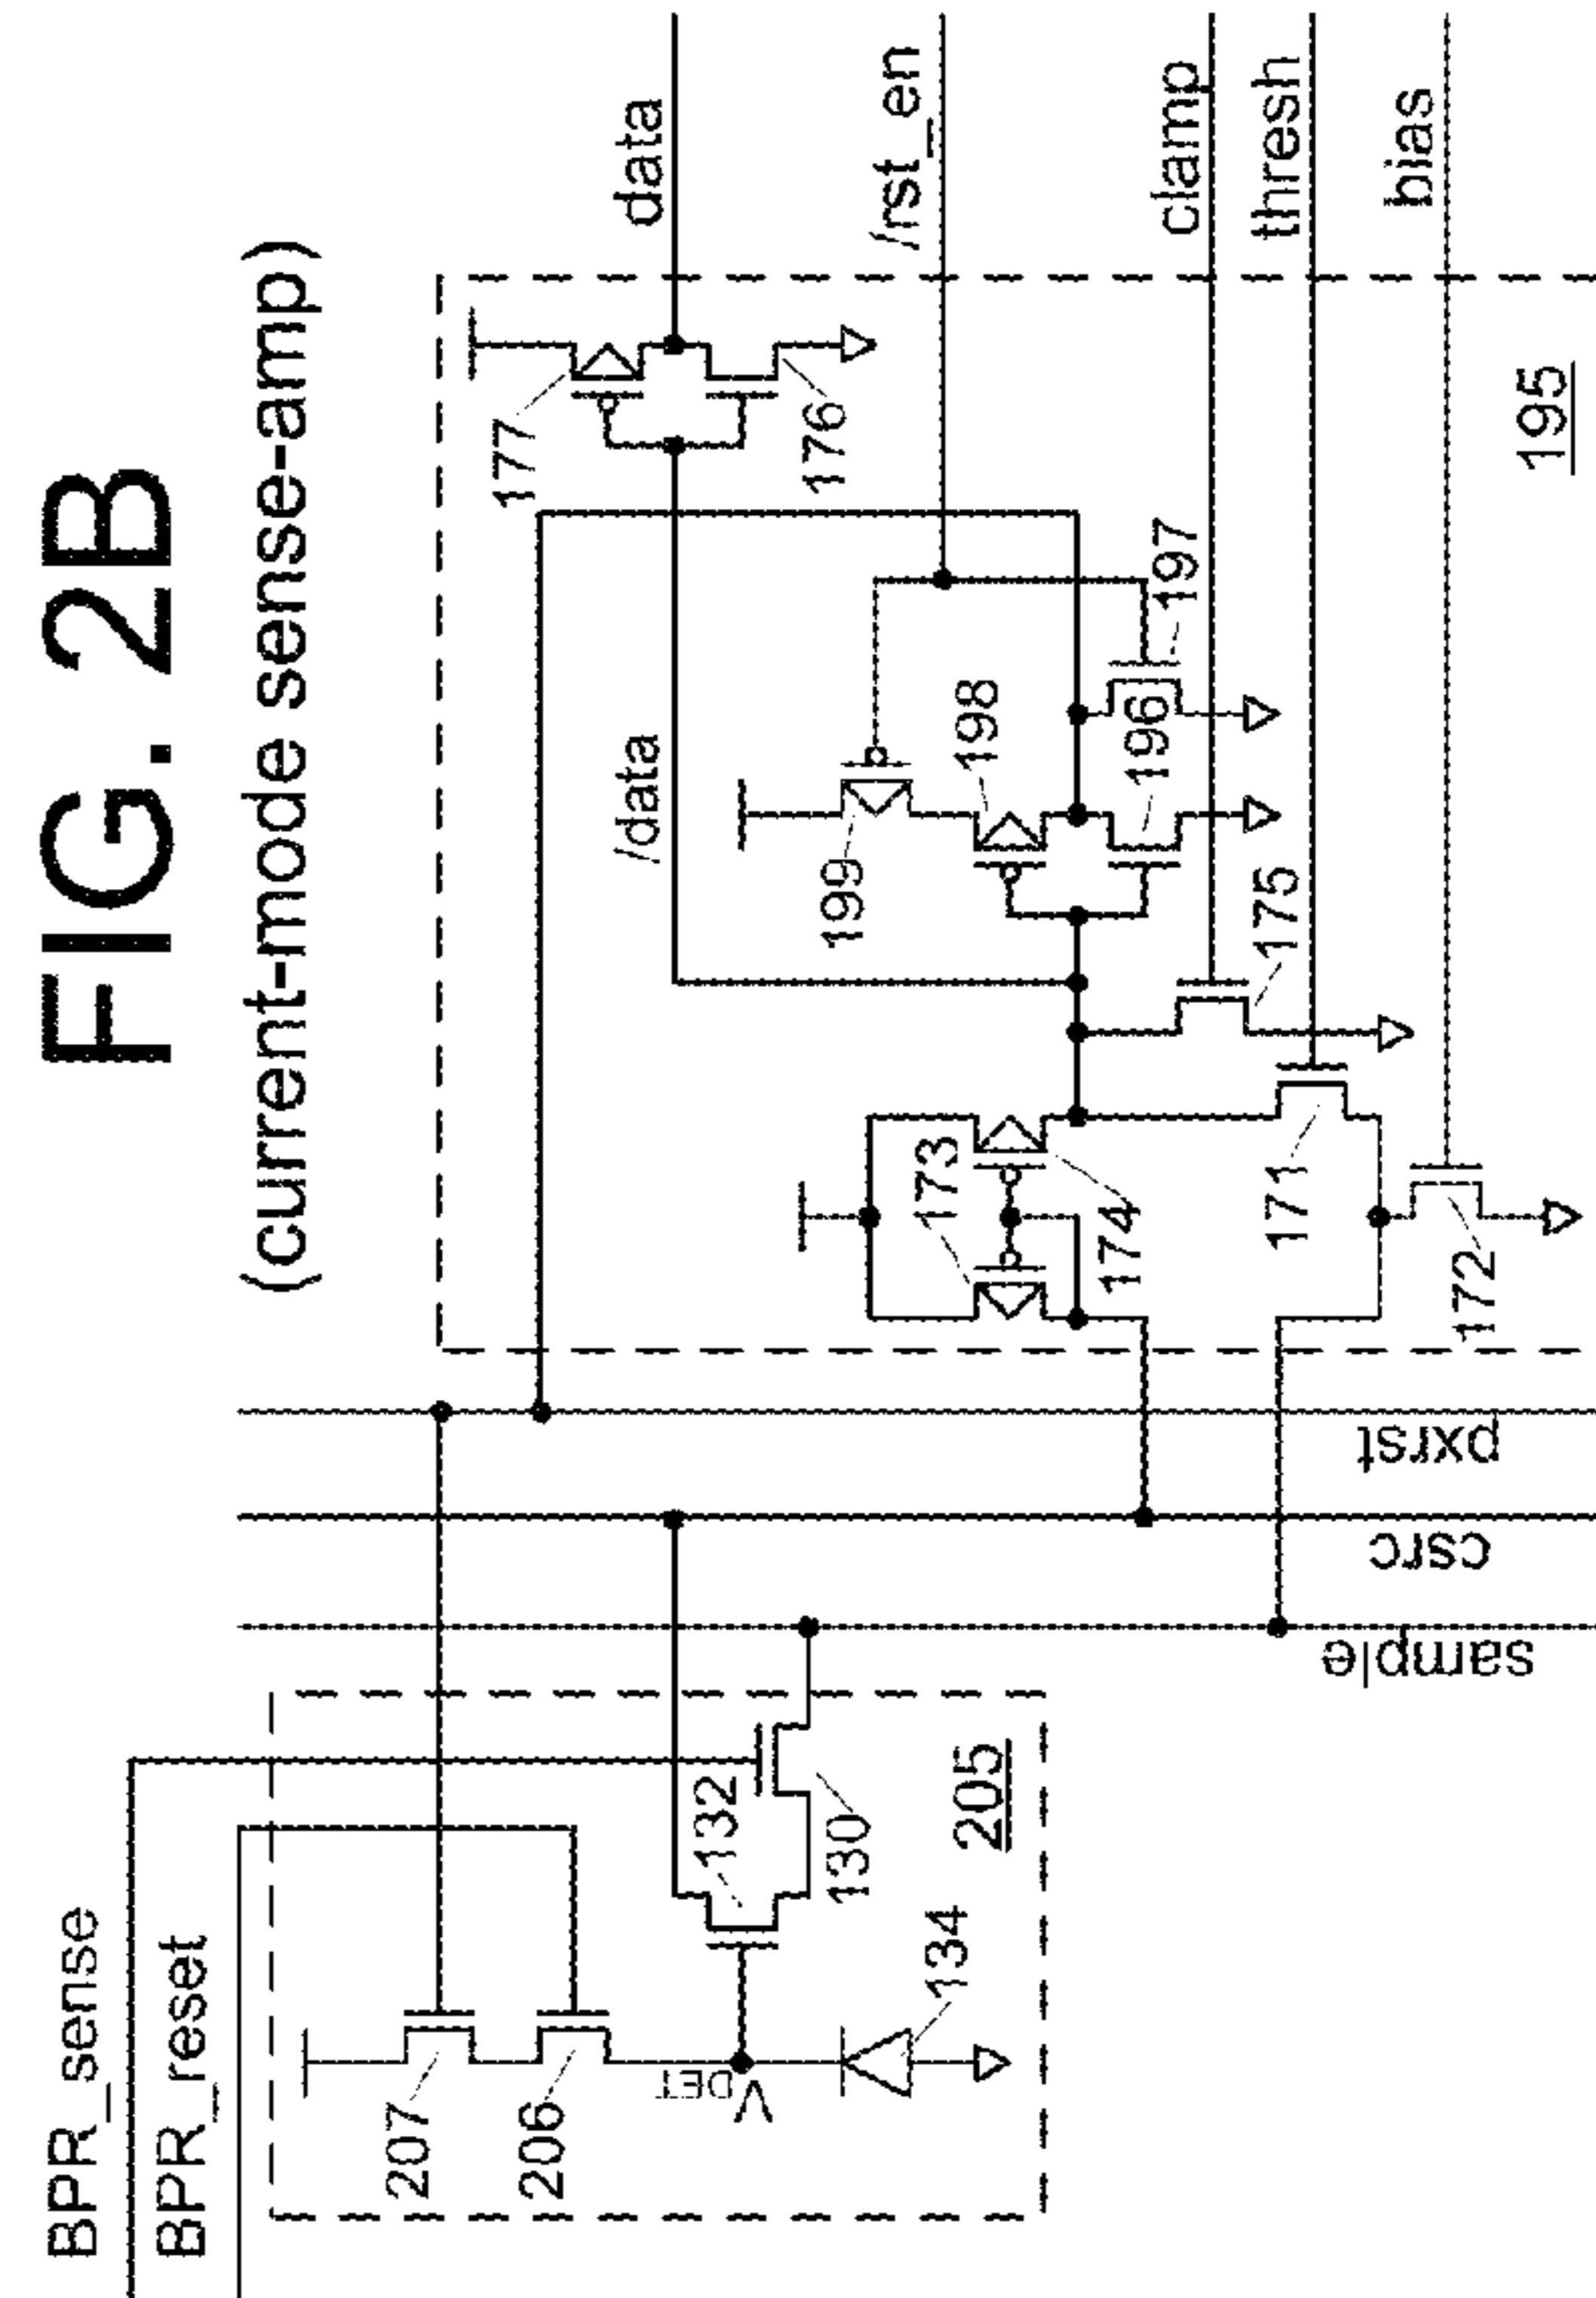 FIG. 2B
(current-mode sense-amp)
BPR_sense
BPR_reset
207
206
V DET
132
130
134
205
sample
csrc
pxrst
data
/rst_en
clamp
thresh
bias
177
176
/data
199
198
197
196
175
173
174
171
172
195